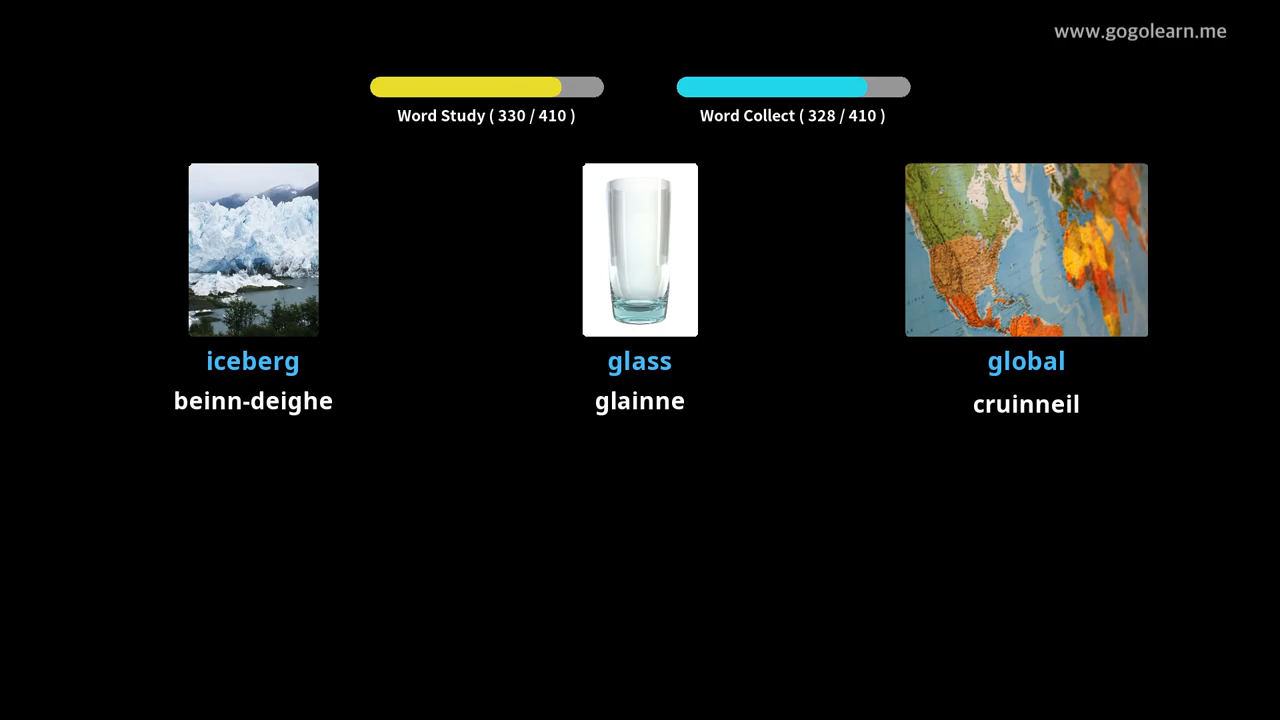 www.gogolearn.me
Word Study ( 330 / 410 )
Word Collect ( 328 / 410 )
iceberg
beinn-deighe
glass
glainne
global
cruinneil